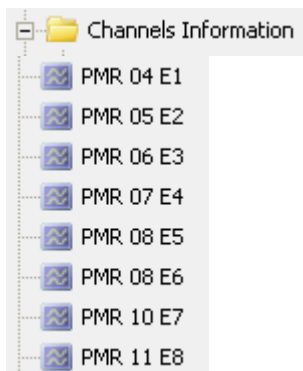 Channels Information
PMR 04 E1
PMR 05 E2
PMR 06 E3
PMR 07 E4
PMR 08 E5
PMR 08 E6
PMR 10 E7
PMR 11 E8